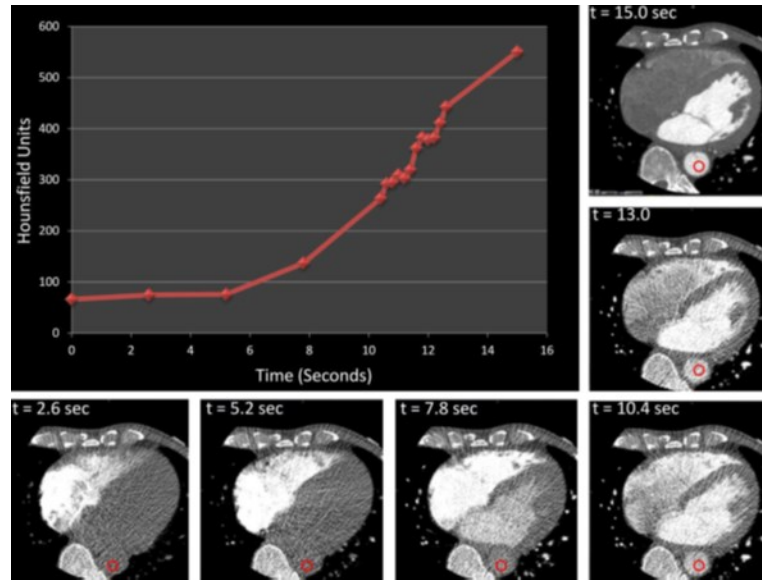 600
500
400
300
200
100
0
Hounsfield Units
0 2 4 6 8 10 12 14 16
Time (Seconds)
t = 15.0 sec
t = 13.0
t = 2.6 sec
t = 5.2 sec
t = 7.8 sec
t = 10.4 sec